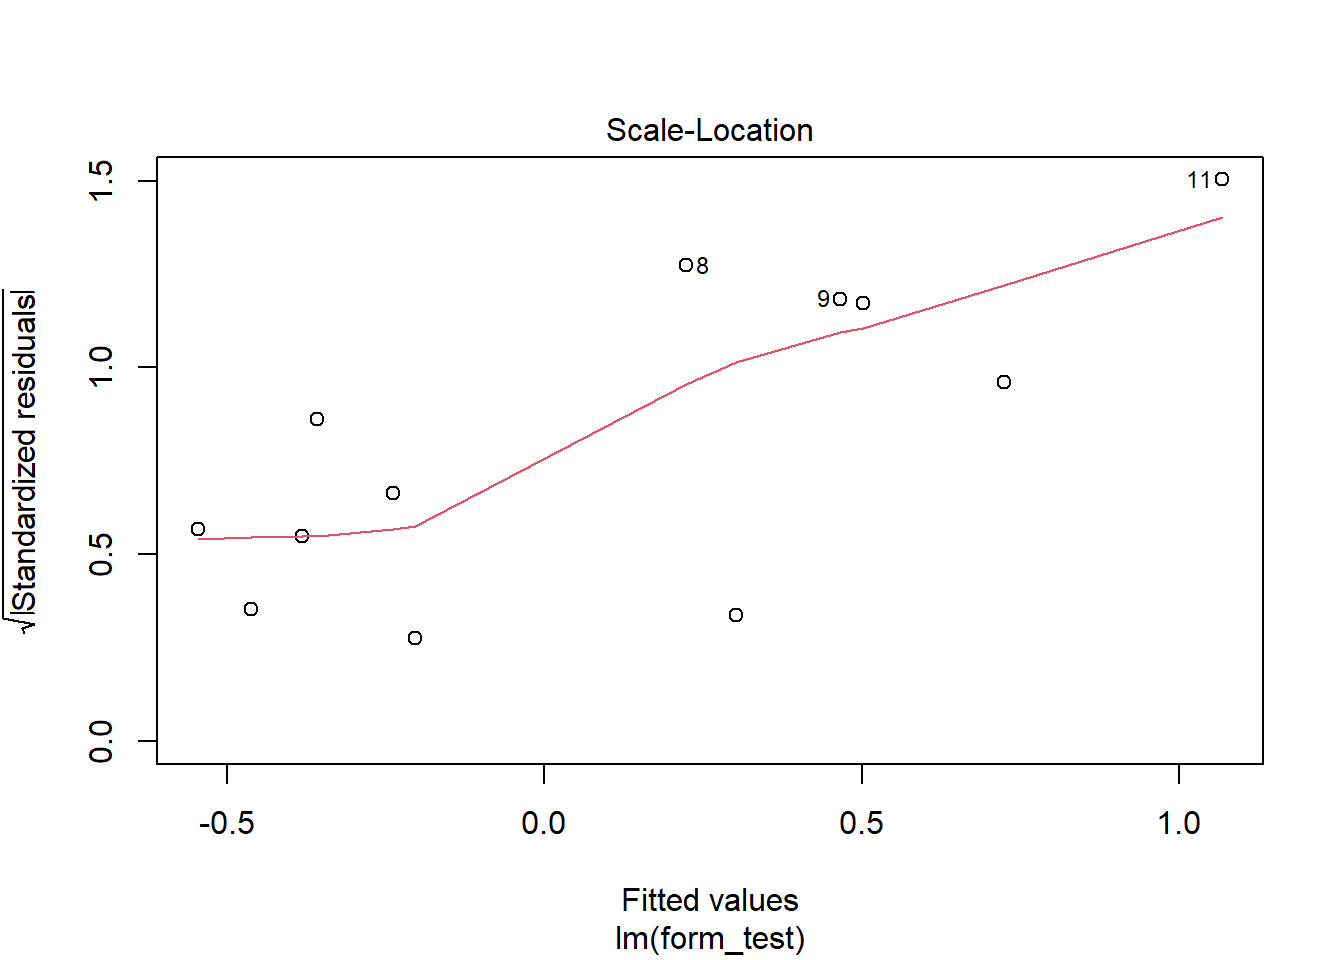 Scale-Location
√|Standardized residuals|
1.5
1.0
0.5
0.0
11
8
9
-0.5 0.0 0.5 1.0
Fitted values
lm(form_test)